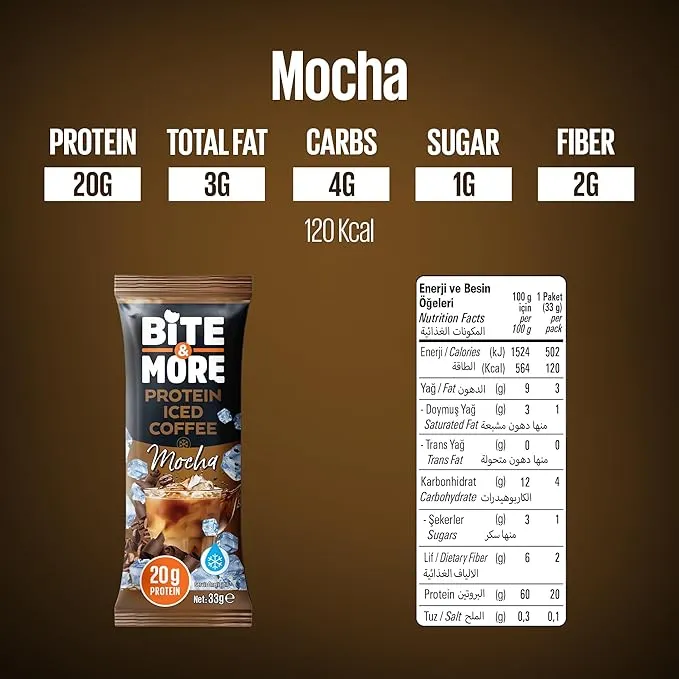 Mocha
PROTEIN TOTAL FAT CARBS SUGAR FIBER
20G 3G 4G 1G 2G
120 Kcal
BiTE
&
MORE
PROTEIN
ICED
COFFEE
Mocha
20g
PROTEIN
Net: 33g℮
Enerji ve Besin Öğeleri
Nutrition Facts
المكونات الغذائية
100 g için per 100 g
1 Paket (33 g) per pack
Enerji / Calories (kJ) 1524 502
الطاقة (Kcal) 564 120
Yağ / Fat الدهون (g) 9 3
- Doymuş Yağ (g) 3 1
Saturated Fat منها دهون مشبعة
- Trans Yağ (g) 0 0
Trans Fat منها دهون متحولة
Karbonhidrat (g) 12 4
Carbohydrate الكاربوهيدرات
- Şekerler (g) 3 1
Sugars منها سكر
Lif / Dietary Fiber (g) 6 2
الالياف الغذائية
Protein البروتين (g) 60 20
Tuz / Salt الملح (g) 0,3 0,1